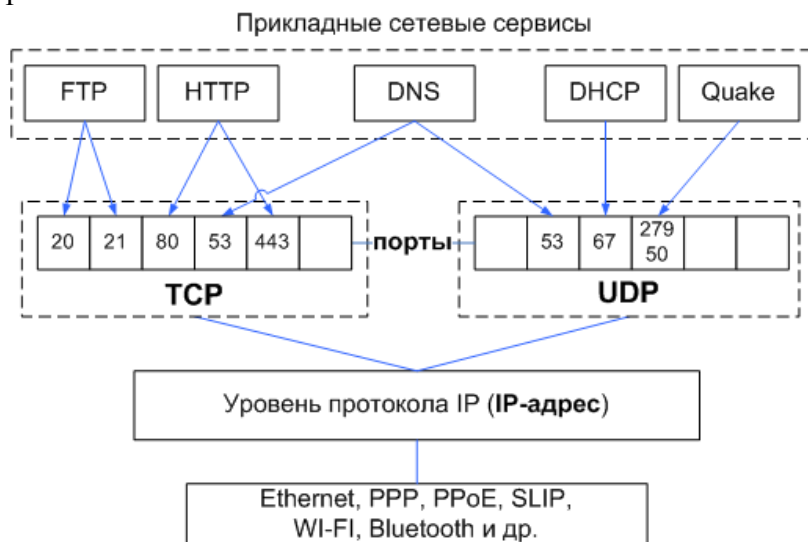 Прикладные сетевые сервисы
FTP HTTP DNS DHCP Quake
20 21 80 53 443 порты 53 67 279
50
TCP UDP
Уровень протокола IP (IP-адрес)
Ethernet, PPP, PPoE, SLIP,
WI-FI, Bluetooth и др.